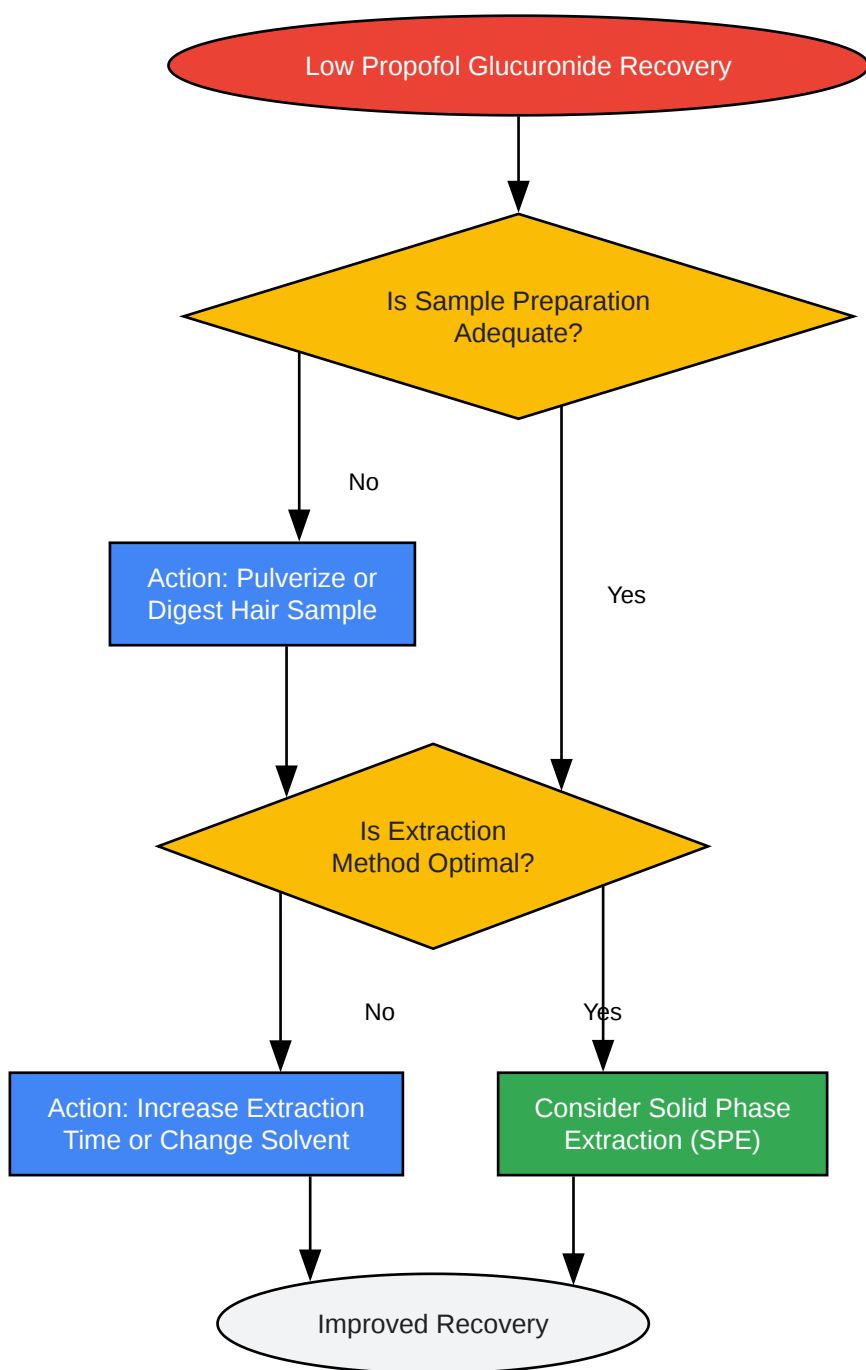 Low Propofol Glucuronide Recovery
Is Sample Preparation
Adequate?
No
Action: Pulverize or
Digest Hair Sample
Yes
Is Extraction
Method Optimal?
No
Yes
Action: Increase Extraction
Time or Change Solvent
Consider Solid Phase
Extraction (SPE)
Improved Recovery